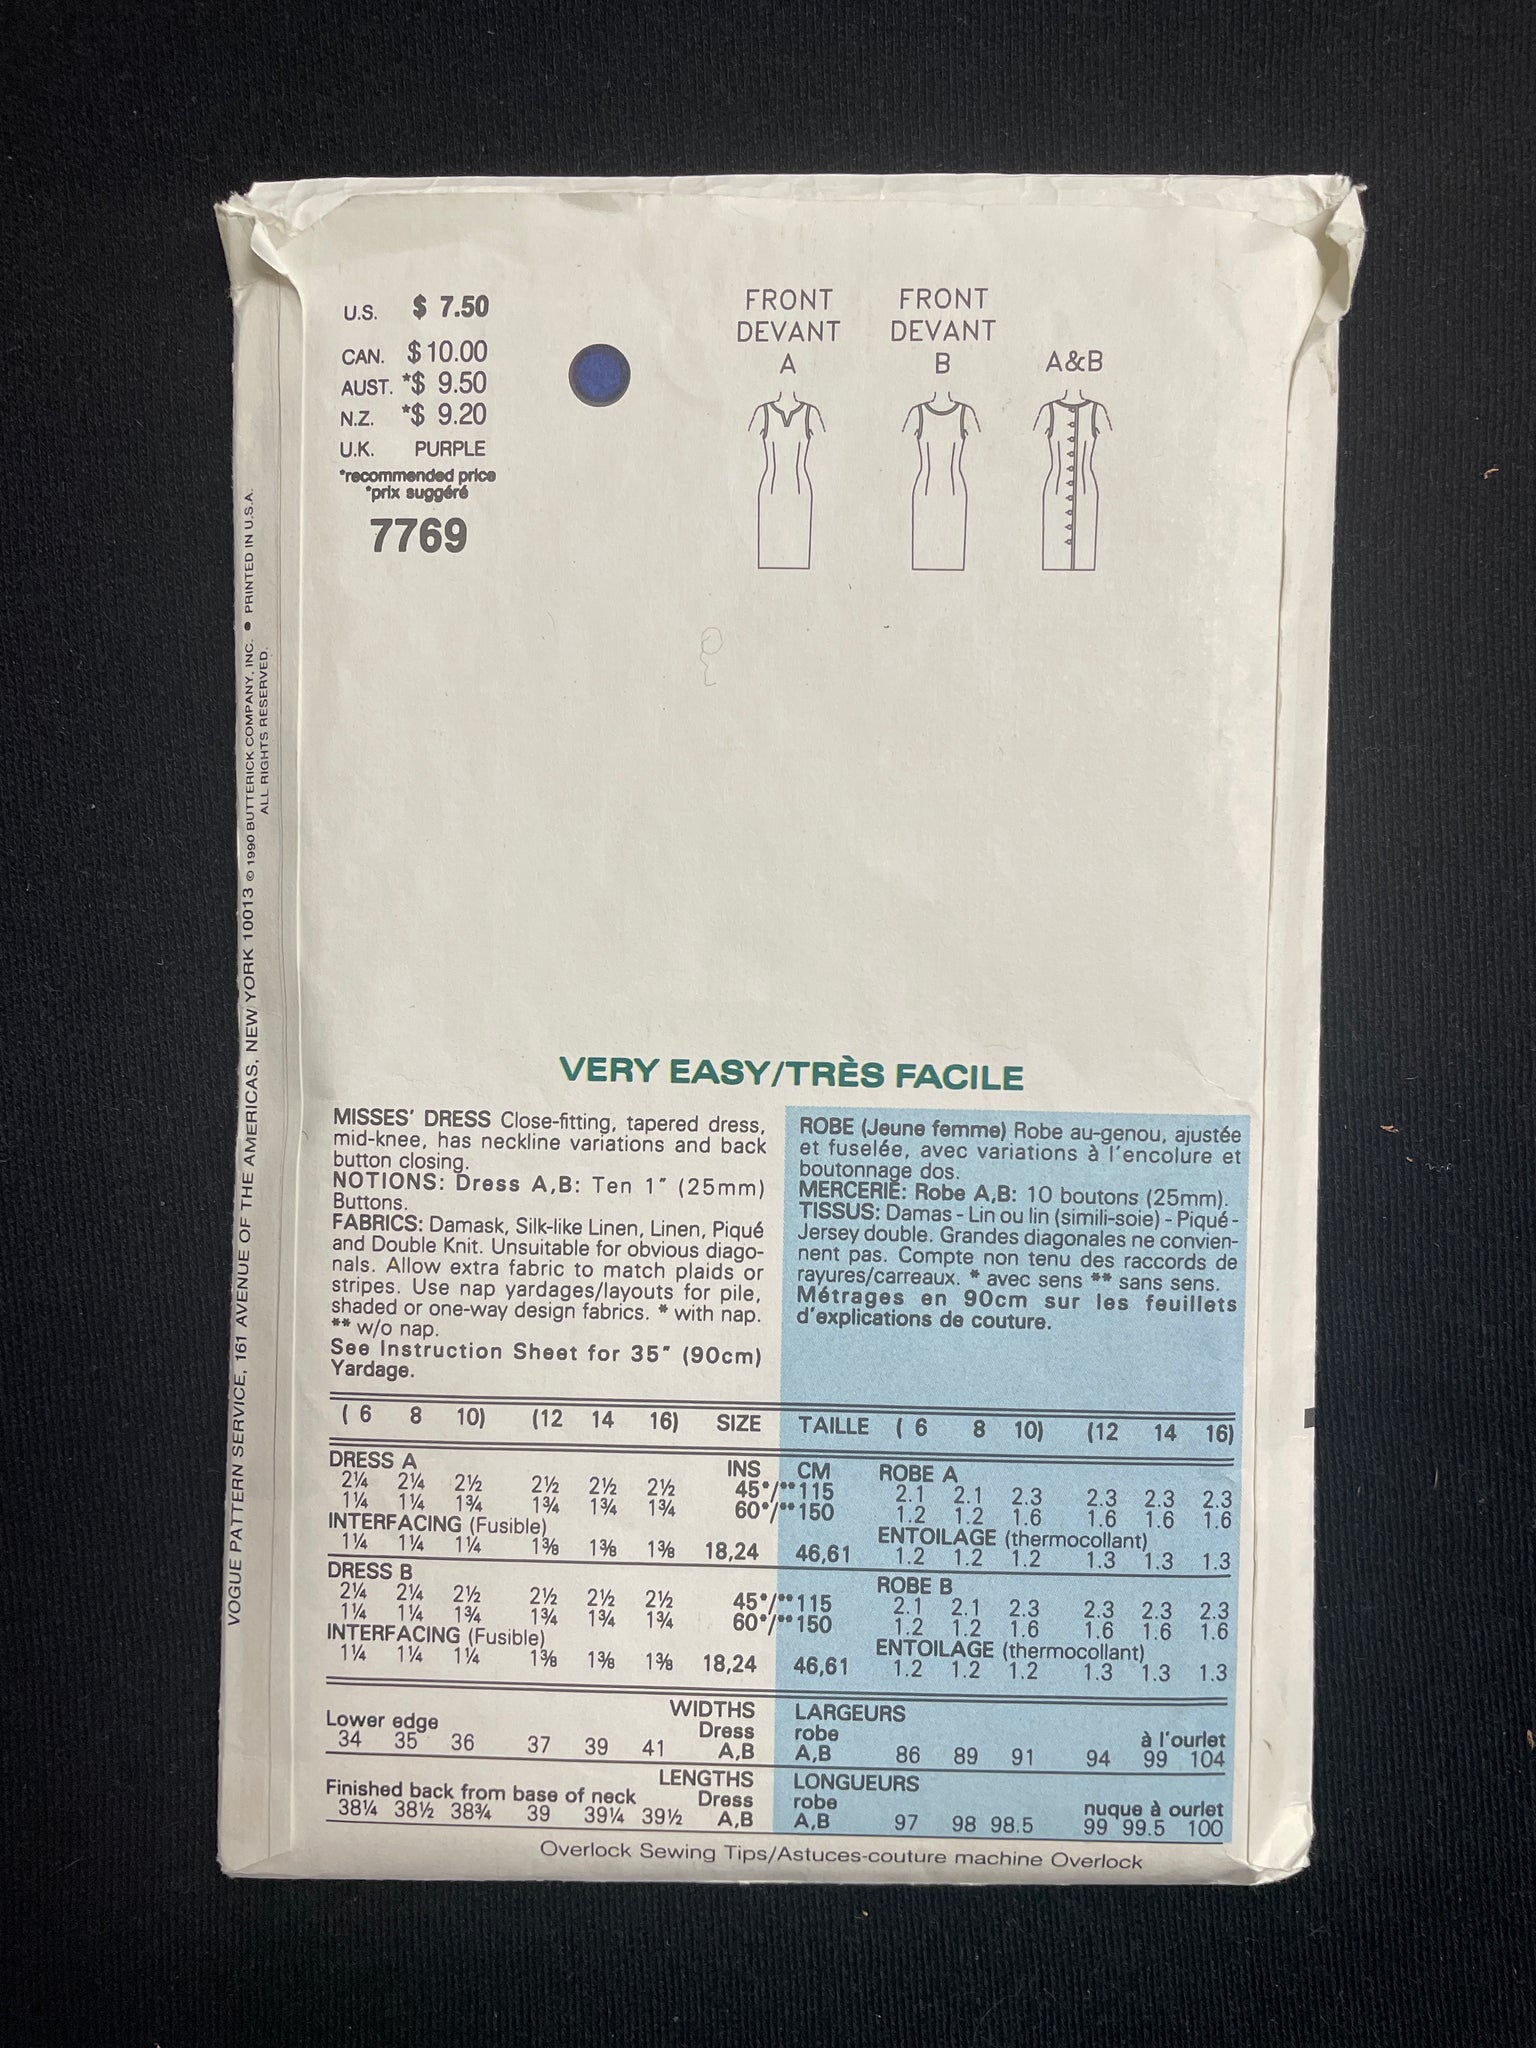 U.S. $ 7.50
CAN. $ 10.00
AUST. *$ 9.50
N.Z. *$ 9.20
U.K. PURPLE
*recommended price
*prix suggéré
7769
FRONT
DEVANT
A
FRONT
DEVANT
B
A&B
VOGUE PATTERN SERVICE, 161 AVENUE OF THE AMERICAS, NEW YORK 10013 © 1990 BUTTERICK COMPANY, INC. ● PRINTED IN U.S.A.
ALL RIGHTS RESERVED.
VERY EASY/TRÈS FACILE
MISSES' DRESS Close-fitting, tapered dress,
mid-knee, has neckline variations and back
button closing.
NOTIONS: Dress A,B: Ten 1" (25mm)
Buttons.
FABRICS: Damask, Silk-like Linen, Linen, Piqué
and Double Knit. Unsuitable for obvious diago-
nals. Allow extra fabric to match plaids or
stripes. Use nap yardages/layouts for pile,
shaded or one-way design fabrics. * with nap.
** w/o nap.
See Instruction Sheet for 35" (90cm)
Yardage.
ROBE (Jeune femme) Robe au-genou, ajustée
et fuselée, avec variations à l'encolure et
boutonnage dos.
MERCERIE: Robe A,B: 10 boutons (25mm).
TISSUS: Damas - Lin ou lin (simili-soie) - Piqué -
Jersey double. Grandes diagonales ne convien-
nent pas. Compte non tenu des raccords de
rayures/carreaux. * avec sens ** sans sens.
Métrages en 90cm sur les feuillets
d'explications de couture.
( 6 8 10) (12 14 16) SIZE TAILLE ( 6 8 10) (12 14 16)
DRESS A INS CM ROBE A
2¼ 2¼ 2½ 2½ 2½ 2½ 45*/**115 2.1 2.1 2.3 2.3 2.3 2.3
1¼ 1¼ 1¾ 1¾ 1¾ 1¾ 60*/**150 1.2 1.2 1.6 1.6 1.6 1.6
INTERFACING (Fusible) ENTOILAGE (thermocollant)
1¼ 1¼ 1¼ 1⅜ 1⅜ 1⅜ 18,24 46,61 1.2 1.2 1.2 1.3 1.3 1.3
DRESS B ROBE B
2¼ 2¼ 2½ 2½ 2½ 2½ 45*/**115 2.1 2.1 2.3 2.3 2.3 2.3
1¼ 1¼ 1¾ 1¾ 1¾ 1¾ 60*/**150 1.2 1.2 1.6 1.6 1.6 1.6
INTERFACING (Fusible) ENTOILAGE (thermocollant)
1¼ 1¼ 1¼ 1⅜ 1⅜ 1⅜ 18,24 46,61 1.2 1.2 1.2 1.3 1.3 1.3
WIDTHS LARGEURS
Lower edge Dress robe à l'ourlet
34 35 36 37 39 41 A,B A,B 86 89 91 94 99 104
LENGTHS LONGUEURS
Finished back from base of neck Dress robe nuque à ourlet
38¼ 38½ 38¾ 39 39¼ 39½ A,B A,B 97 98 98.5 99 99.5 100
Overlock Sewing Tips/Astuces-couture machine Overlock